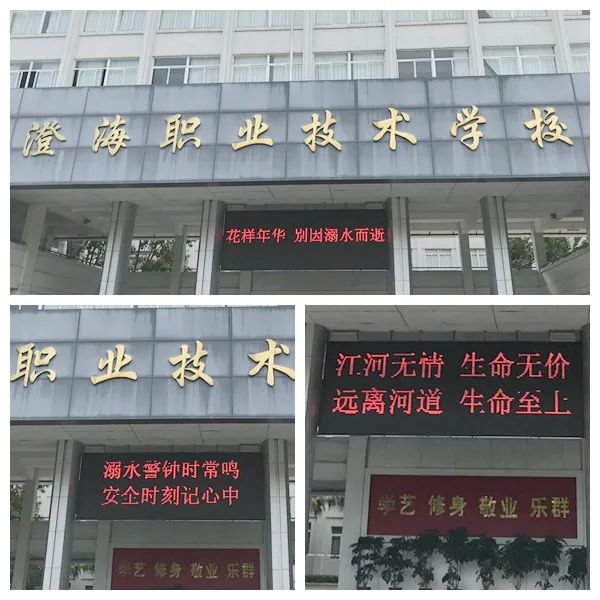 澄海职业技术学校
花样年华 别因溺水而逝
职业技术
溺水警钟时常鸣
安全时刻记心中
学艺 修身 敬业 乐群
江河无情 生命无价
远离河道 生命至上
学艺 修身 敬业 乐群